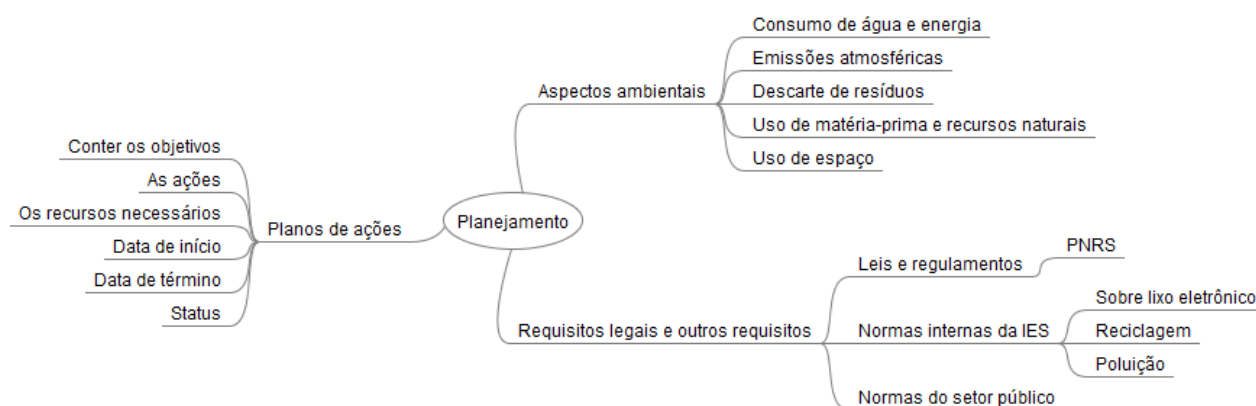 Consumo de água e energia
Emissões atmosféricas
Aspectos ambientais
Descarte de resíduos
Uso de matéria-prima e recursos naturais
Uso de espaço
Conter os objetivos
As ações
Os recursos necessários
Planos de ações
Data de início
Data de término
Status
Planejamento
PNRS
Leis e regulamentos
Sobre lixo eletrônico
Requisitos legais e outros requisitos
Normas internas da IES
Reciclagem
Poluição
Normas do setor público